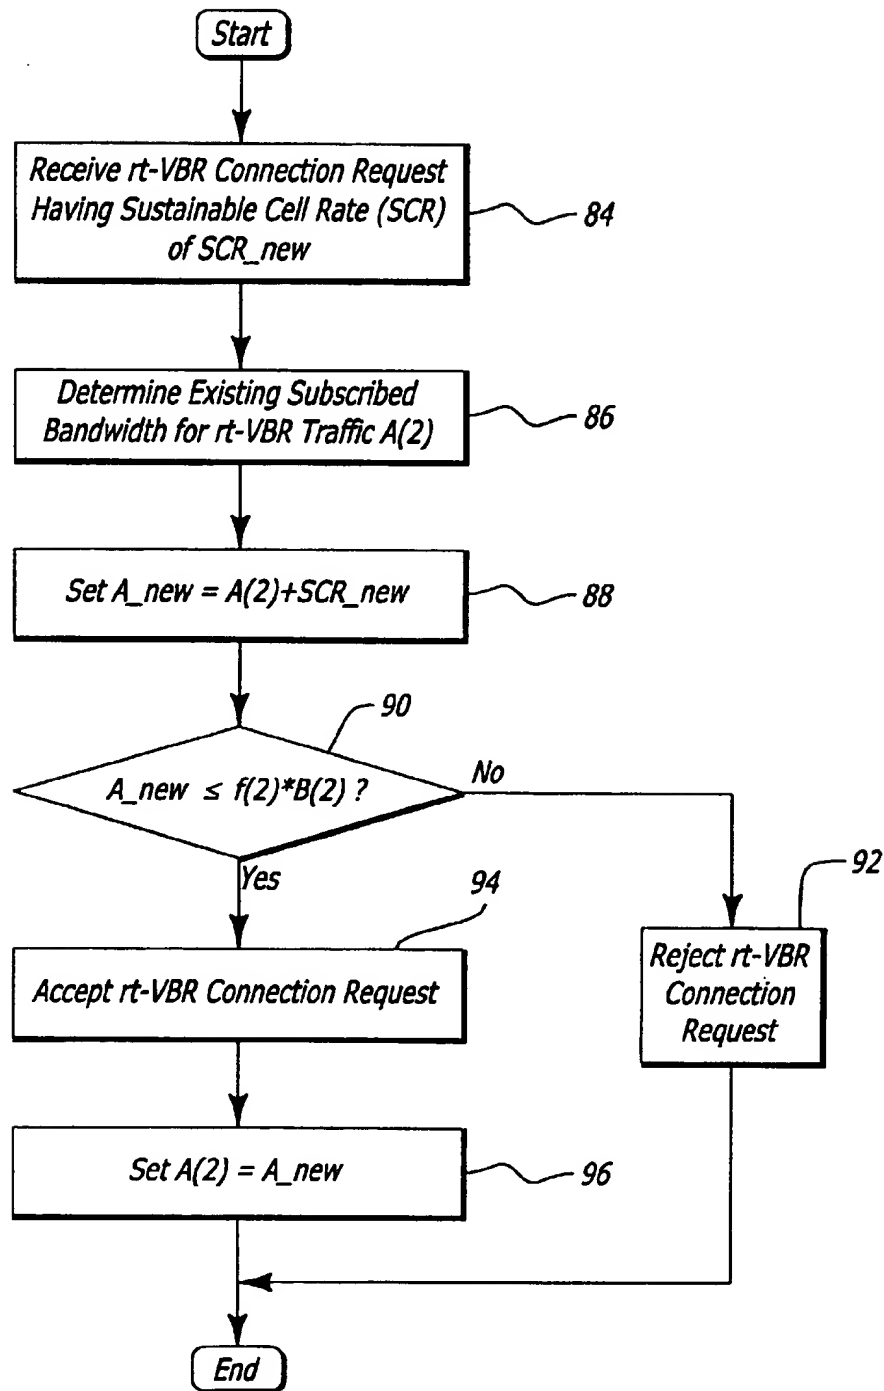 Start
Receive rt-VBR Connection Request
Having Sustainable Cell Rate (SCR)
of SCR_new
84
Determine Existing Subscribed
Bandwidth for rt-VBR Traffic A(2)
86
Set A_new = A(2)+SCR_new
88
90
A_new ≤ f(2)*B(2) ?
No
Yes
92
94
Accept rt-VBR Connection Request
Reject rt-VBR
Connection
Request
Set A(2) = A_new
96
End